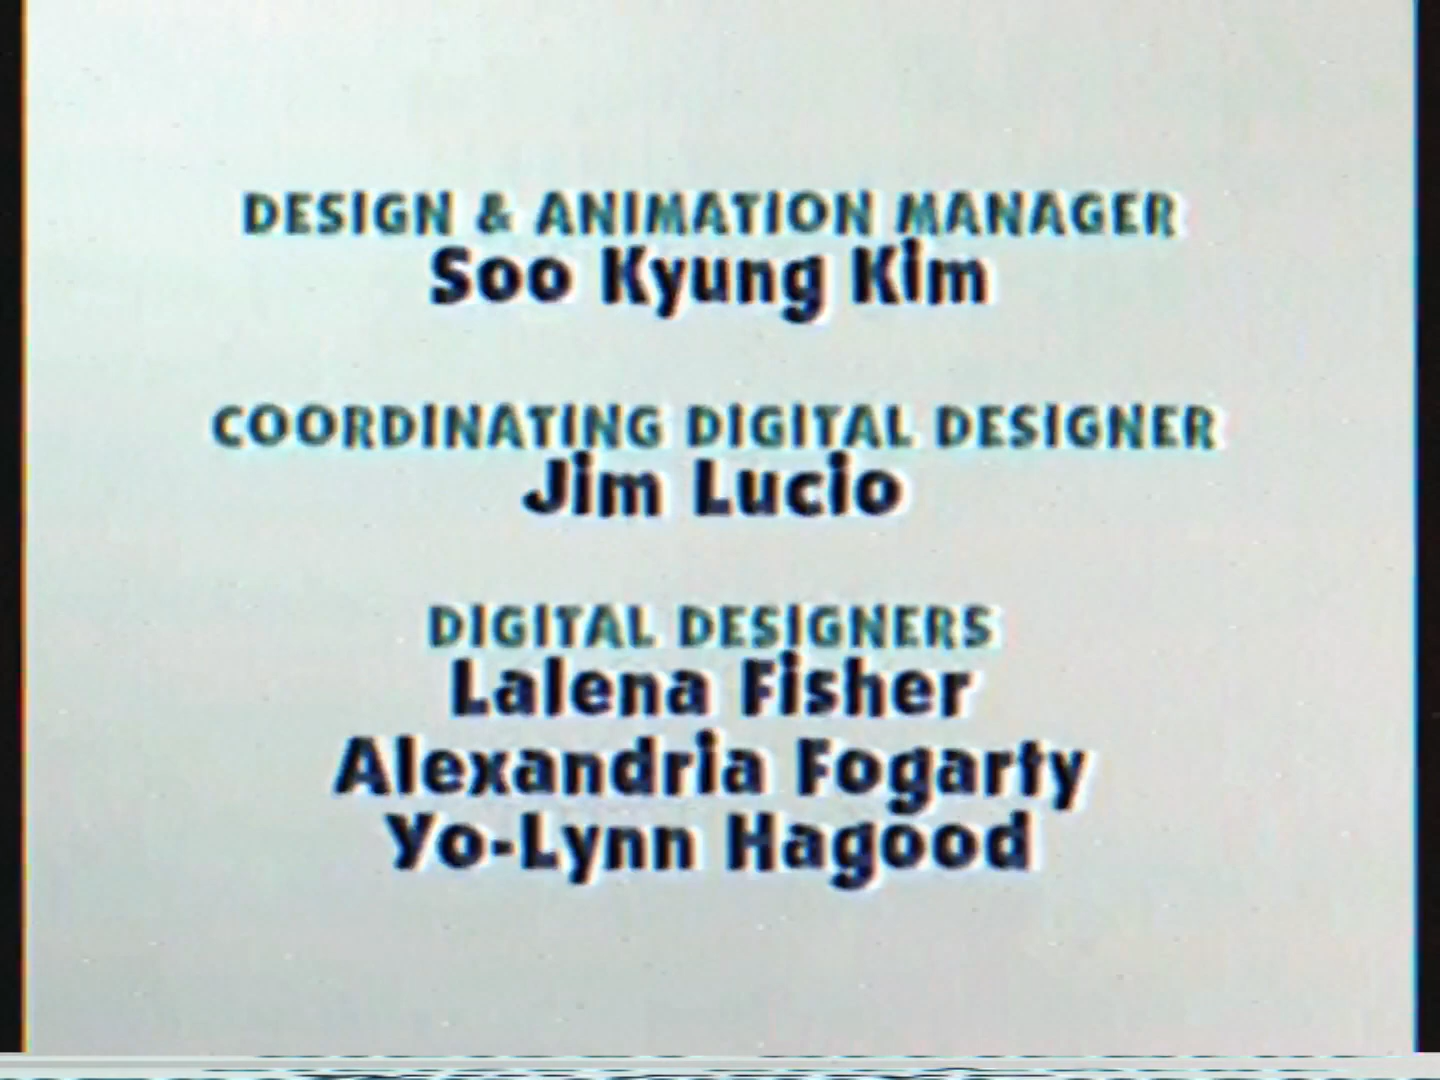 DESIGN & ANIMATION MANAGER
Soo Kyung Kim
COORDINATING DIGITAL DESIGNER
Jim Lucio
DIGITAL DESIGNERS
Lalena Fisher
Alexandria Fogarty
Yo-Lynn Hagood